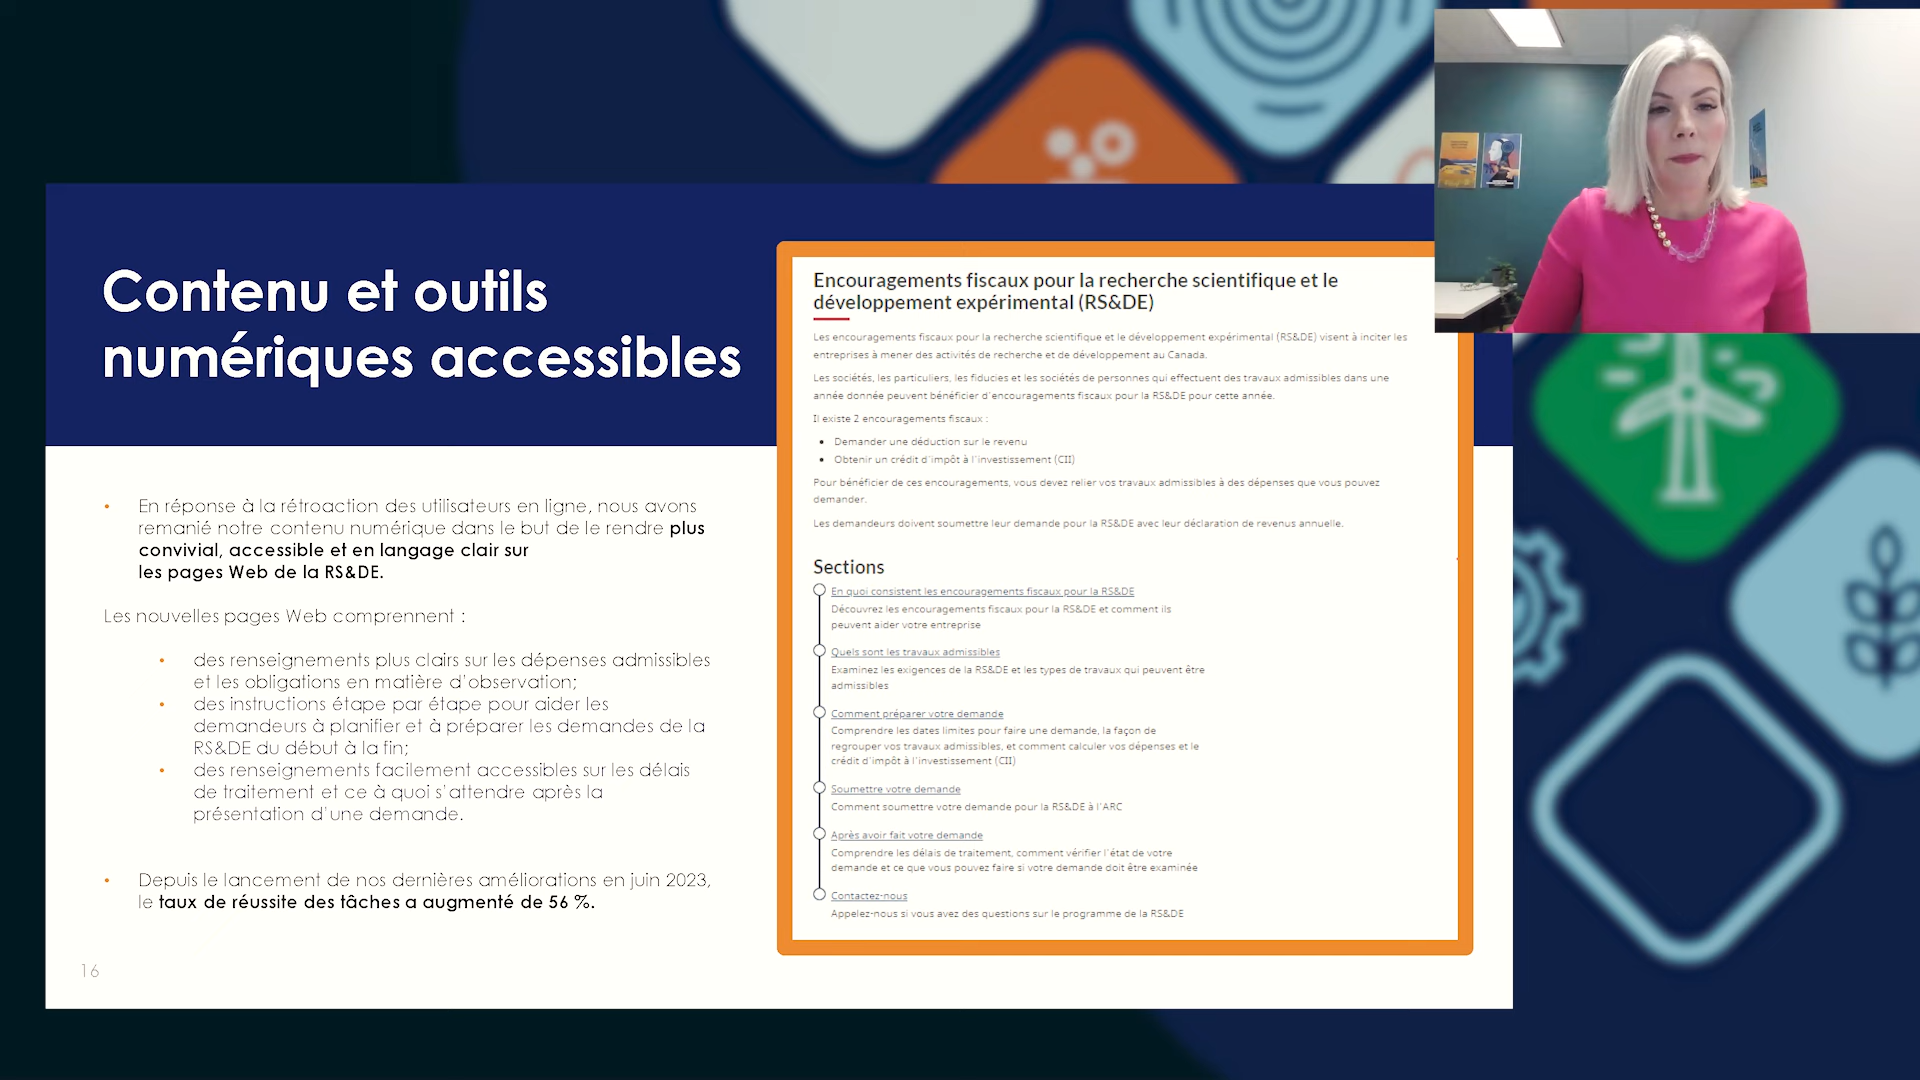 Contenu et outils
numériques accessibles
• En réponse à la rétroaction des utilisateurs en ligne, nous avons
remanié notre contenu numérique dans le but de le rendre plus
convivial, accessible et en langage clair sur
les pages Web de la RS&DE.
Les nouvelles pages Web comprennent :
• des renseignements plus clairs sur les dépenses admissibles
et les obligations en matière d'observation;
• des instructions étape par étape pour aider les
demandeurs à planifier et à préparer les demandes de la
RS&DE du début à la fin;
• des renseignements facilement accessibles sur les délais
de traitement et ce à quoi s'attendre après la
présentation d'une demande.
• Depuis le lancement de nos dernières améliorations en juin 2023,
le taux de réussite des tâches a augmenté de 56 %.
16
Encouragements fiscaux pour la recherche scientifique et le
développement expérimental (RS&DE)
Les encouragements fiscaux pour la recherche scientifique et le développement expérimental (RS&DE) visent à inciter les
entreprises à mener des activités de recherche et de développement au Canada.
Les sociétés, les particuliers, les fiducies et les sociétés de personnes qui effectuent des travaux admissibles dans une
année donnée peuvent bénéficier d'encouragements fiscaux pour la RS&DE pour cette année.
Il existe 2 encouragements fiscaux :
• Demander une déduction sur le revenu
• Obtenir un crédit d'impôt à l'investissement (CII)
Pour bénéficier de ces encouragements, vous devez relier vos travaux admissibles à des dépenses que vous pouvez
demander.
Les demandeurs doivent soumettre leur demande pour la RS&DE avec leur déclaration de revenus annuelle.
Sections
En quoi consistent les encouragements fiscaux pour la RS&DE
Découvrez les encouragements fiscaux pour la RS&DE et comment ils
peuvent aider votre entreprise
Quels sont les travaux admissibles
Examinez les exigences de la RS&DE et les types de travaux qui peuvent être
admissibles
Comment préparer votre demande
Comprendre les dates limites pour faire une demande, la façon de
regrouper vos travaux admissibles, et comment calculer vos dépenses et le
crédit d'impôt à l'investissement (CII)
Soumettre votre demande
Comment soumettre votre demande pour la RS&DE à l'ARC
Après avoir fait votre demande
Comprendre les délais de traitement, comment vérifier l'état de votre
demande et ce que vous pouvez faire si votre demande doit être examinée
Contactez-nous
Appelez-nous si vous avez des questions sur le programme de la RS&DE